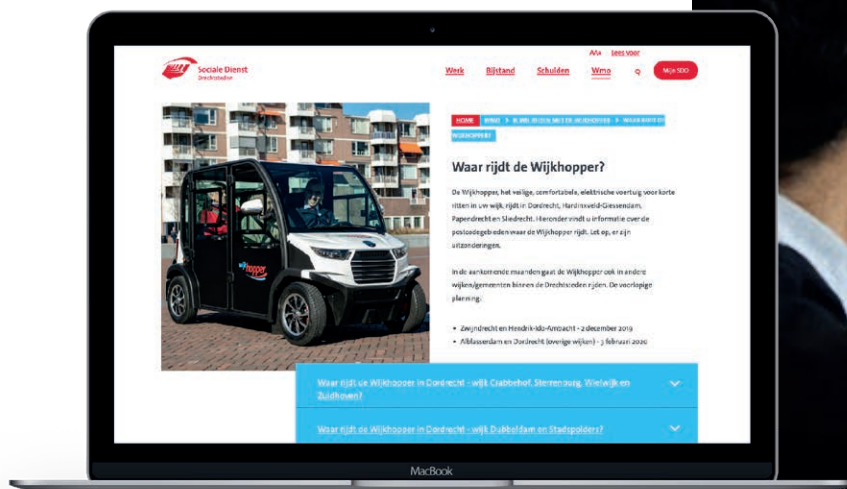 AAA Lees voor
Sociale Dienst
Drechtsteden
Werk Bijstand Schulden Wmo Mijn SDD
HOME
WIJKHOPPER?
Waar rijdt de Wijkhopper?
De Wijkhopper, het veilige, comfortabele, elektrische voertuig voor korte
ritten in uw wijk, rijdt in Dordrecht, Hardinxveld-Giessendam,
Papendrecht en Sliedrecht. Hieronder vindt u informatie over de
postcodegebieden waar de Wijkhopper rijdt. Let op, er zijn
uitzonderingen.
In de aankomende maanden gaat de Wijkhopper ook in andere
wijken/gemeenten binnen de Drechtsteden rijden. De voorlopige
planning:
• Zwijndrecht en Hendrik-Ido-Ambacht - 2 december 2019
• Alblasserdam en Dordrecht (overige wijken) - 3 februari 2020
hopper
Waar rijdt de Wijkhopper in Dordrecht - wijk Crabbehof, Sterrenburg, Wielwijk en
Zuidhoven?
Waar rijdt de Wijkhopper in Dordrecht - wijk Dubbeldam en Stadspolders?
MacBook